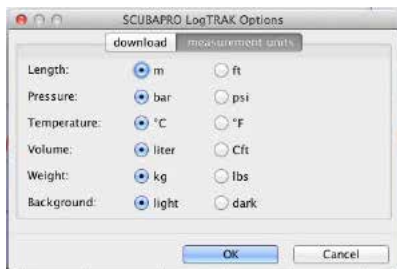 SCUBAPRO LogTRAK Options
download measurement units
Length: m ft
Pressure: bar psi
Temperature: °C °F
Volume: liter Cft
Weight: kg lbs
Background: light dark
OK Cancel